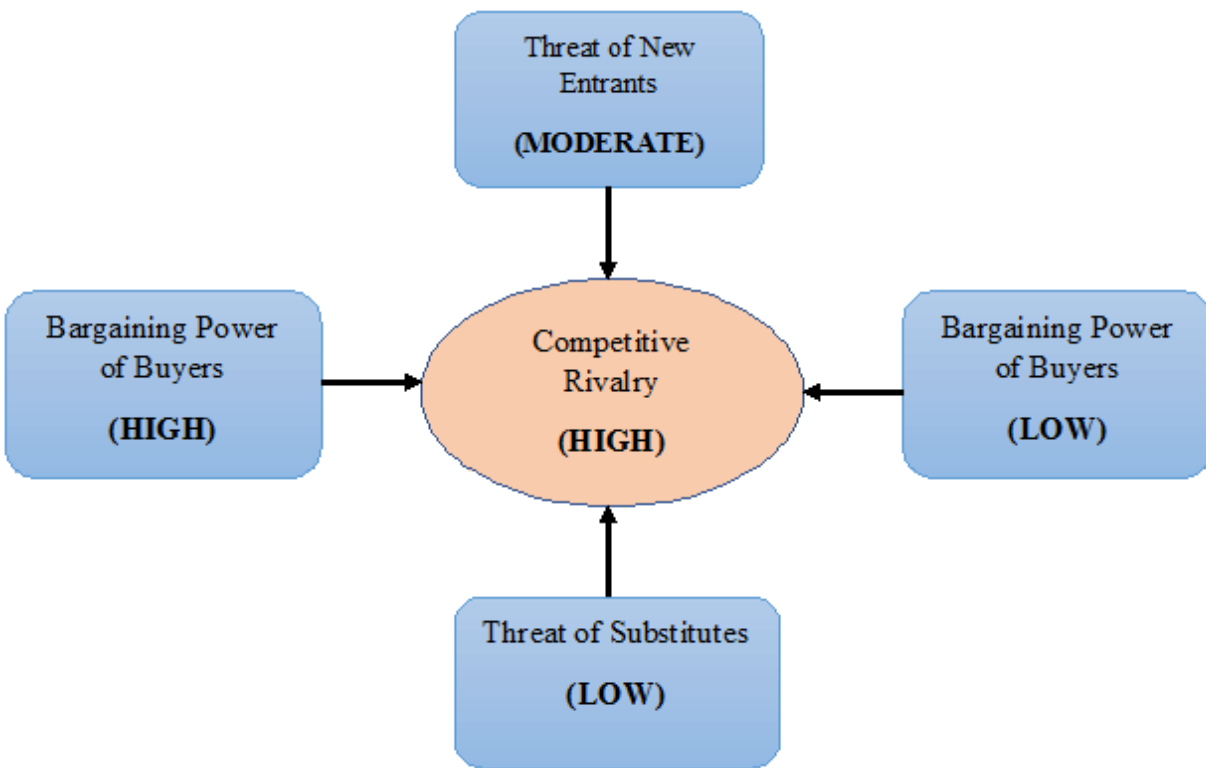 Threat of New
Entrants
(MODERATE)
Bargaining Power
of Buyers
(HIGH)
Competitive
Rivalry
(HIGH)
Bargaining Power
of Buyers
(LOW)
Threat of Substitutes
(LOW)